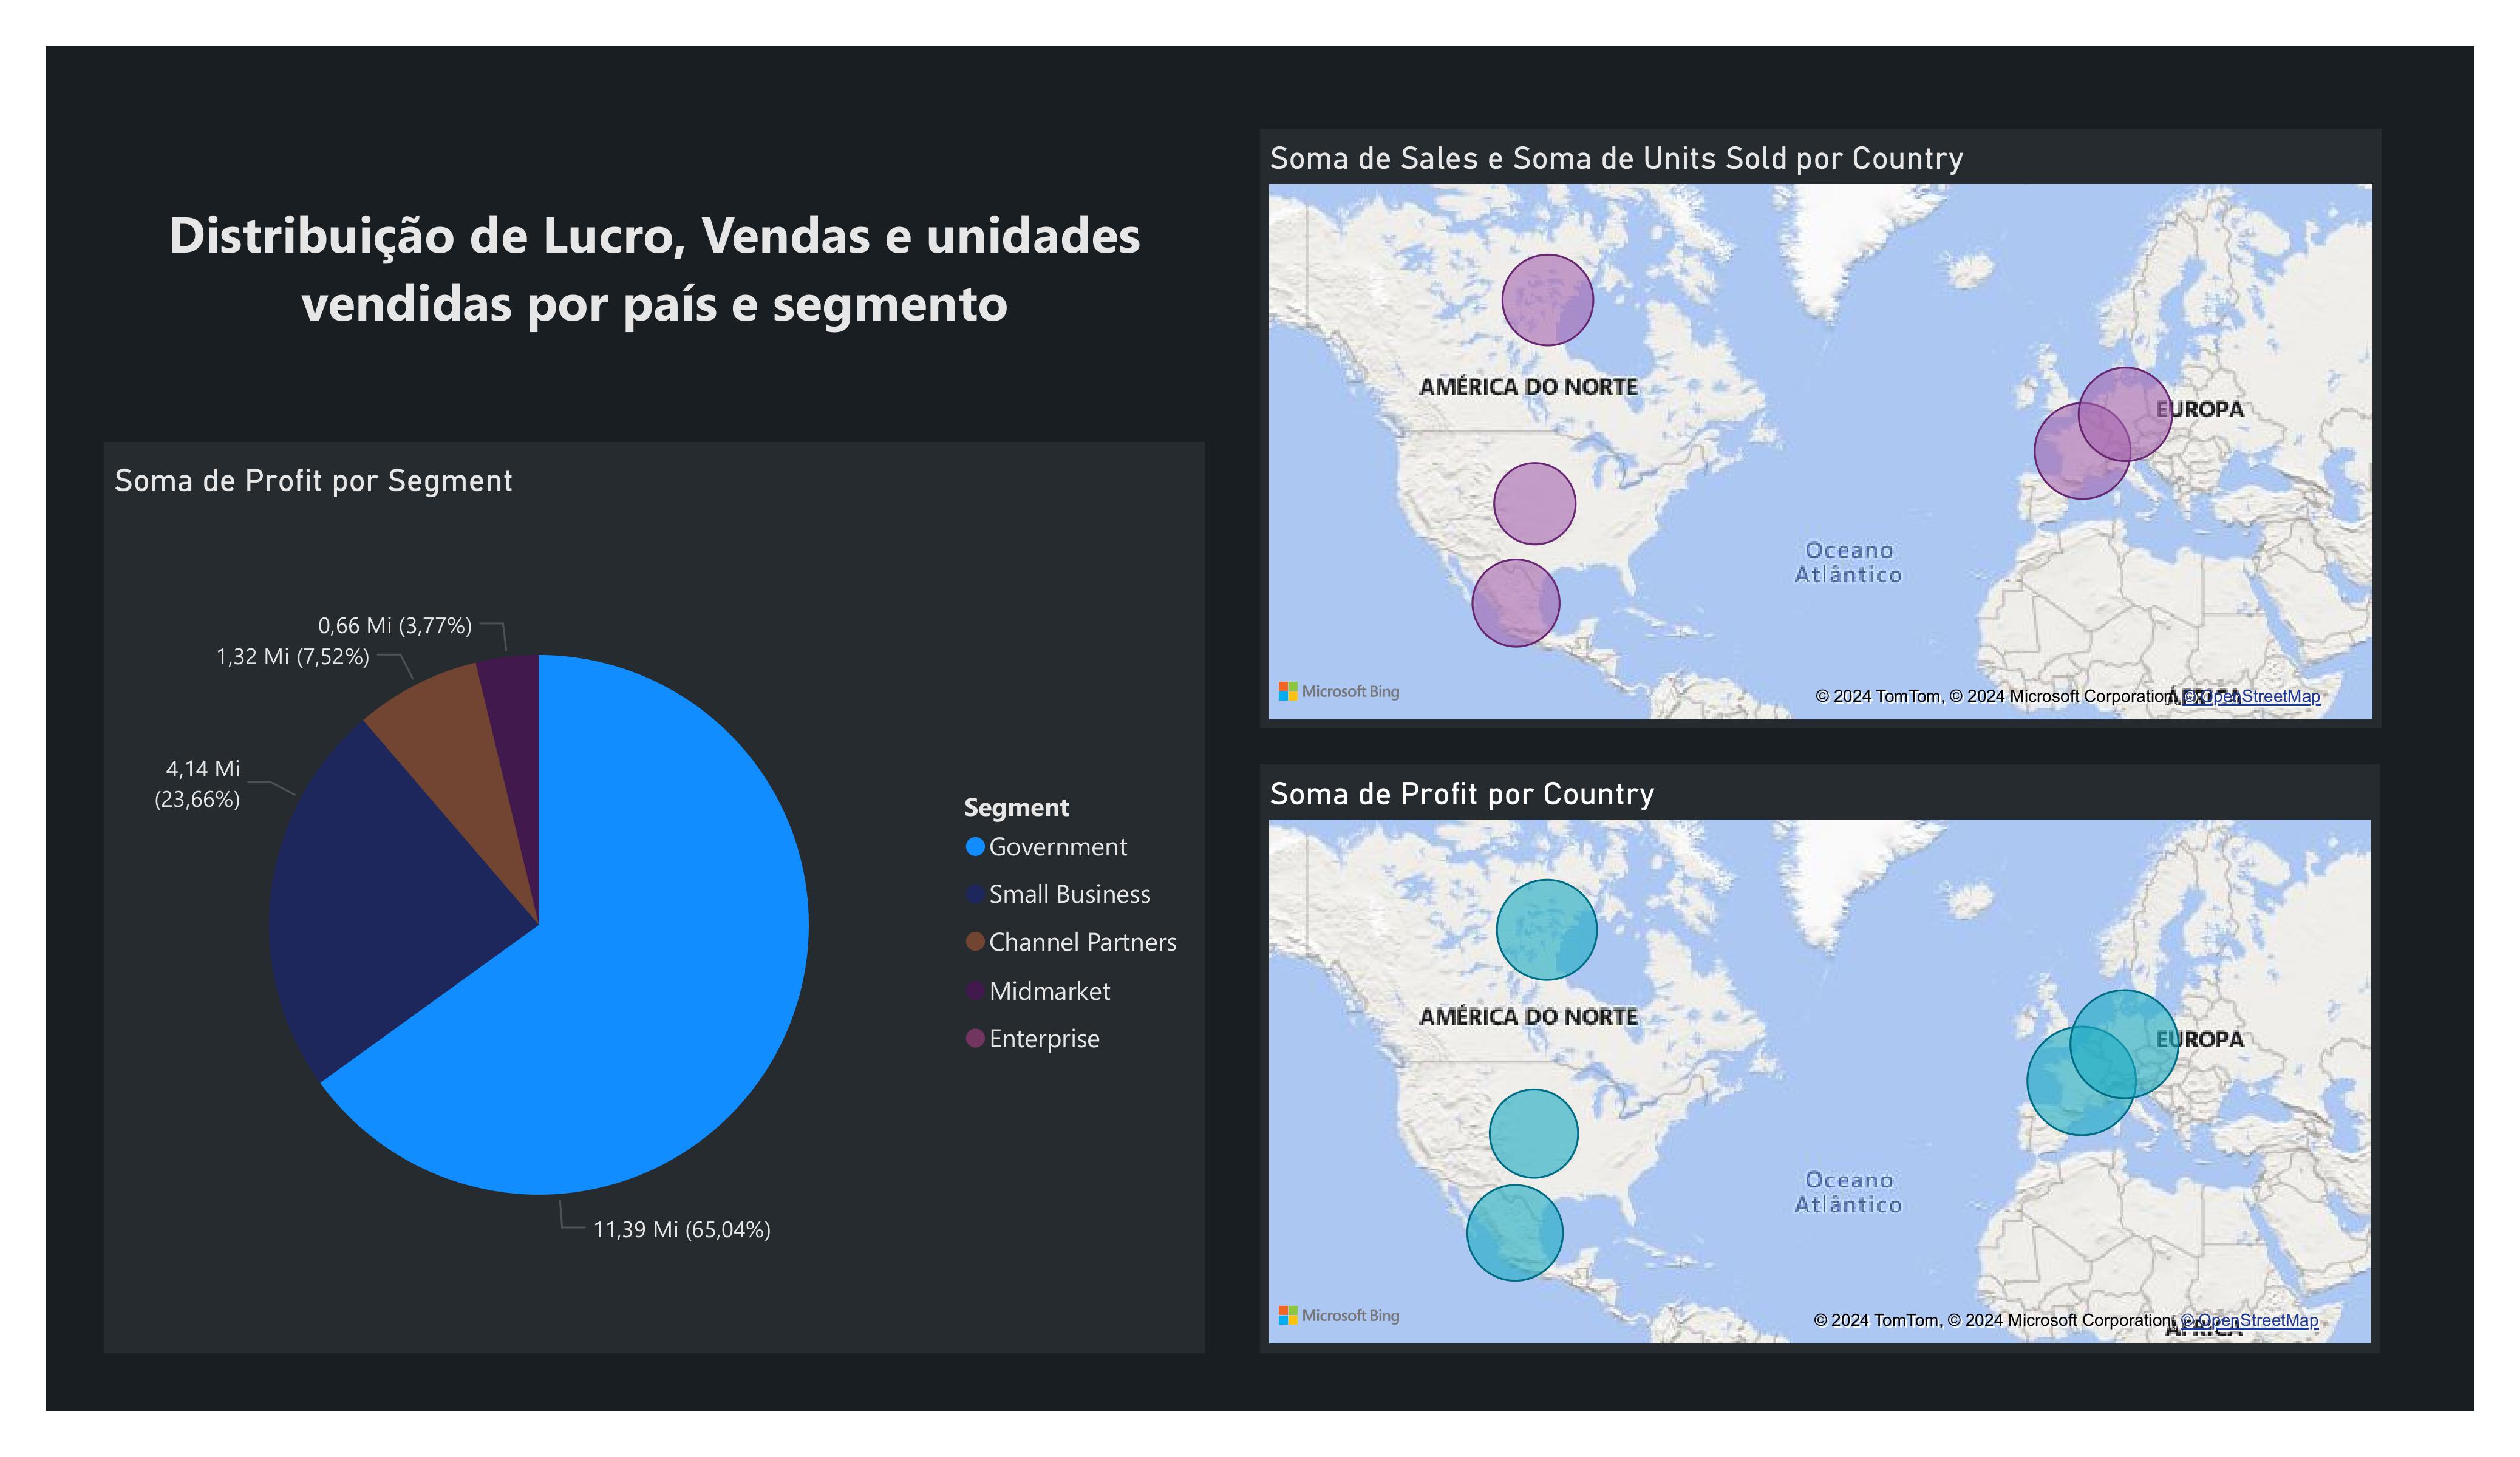 Distribuição de Lucro, Vendas e unidades
vendidas por país e segmento
Soma de Profit por Segment
0,66 Mi (3,77%)
1,32 Mi (7,52%)
4,14 Mi
(23,66%)
11,39 Mi (65,04%)
Segment
Government
Small Business
Channel Partners
Midmarket
Enterprise
Soma de Sales e Soma de Units Sold por Country
AMÉRICA DO NORTE
EUROPA
Oceano
Atlântico
ÁFRICA
Microsoft Bing
© 2024 TomTom, © 2024 Microsoft Corporation, © OpenStreetMap
Soma de Profit por Country
AMÉRICA DO NORTE
EUROPA
Oceano
Atlântico
ÁFRICA
Microsoft Bing
© 2024 TomTom, © 2024 Microsoft Corporation, © OpenStreetMap